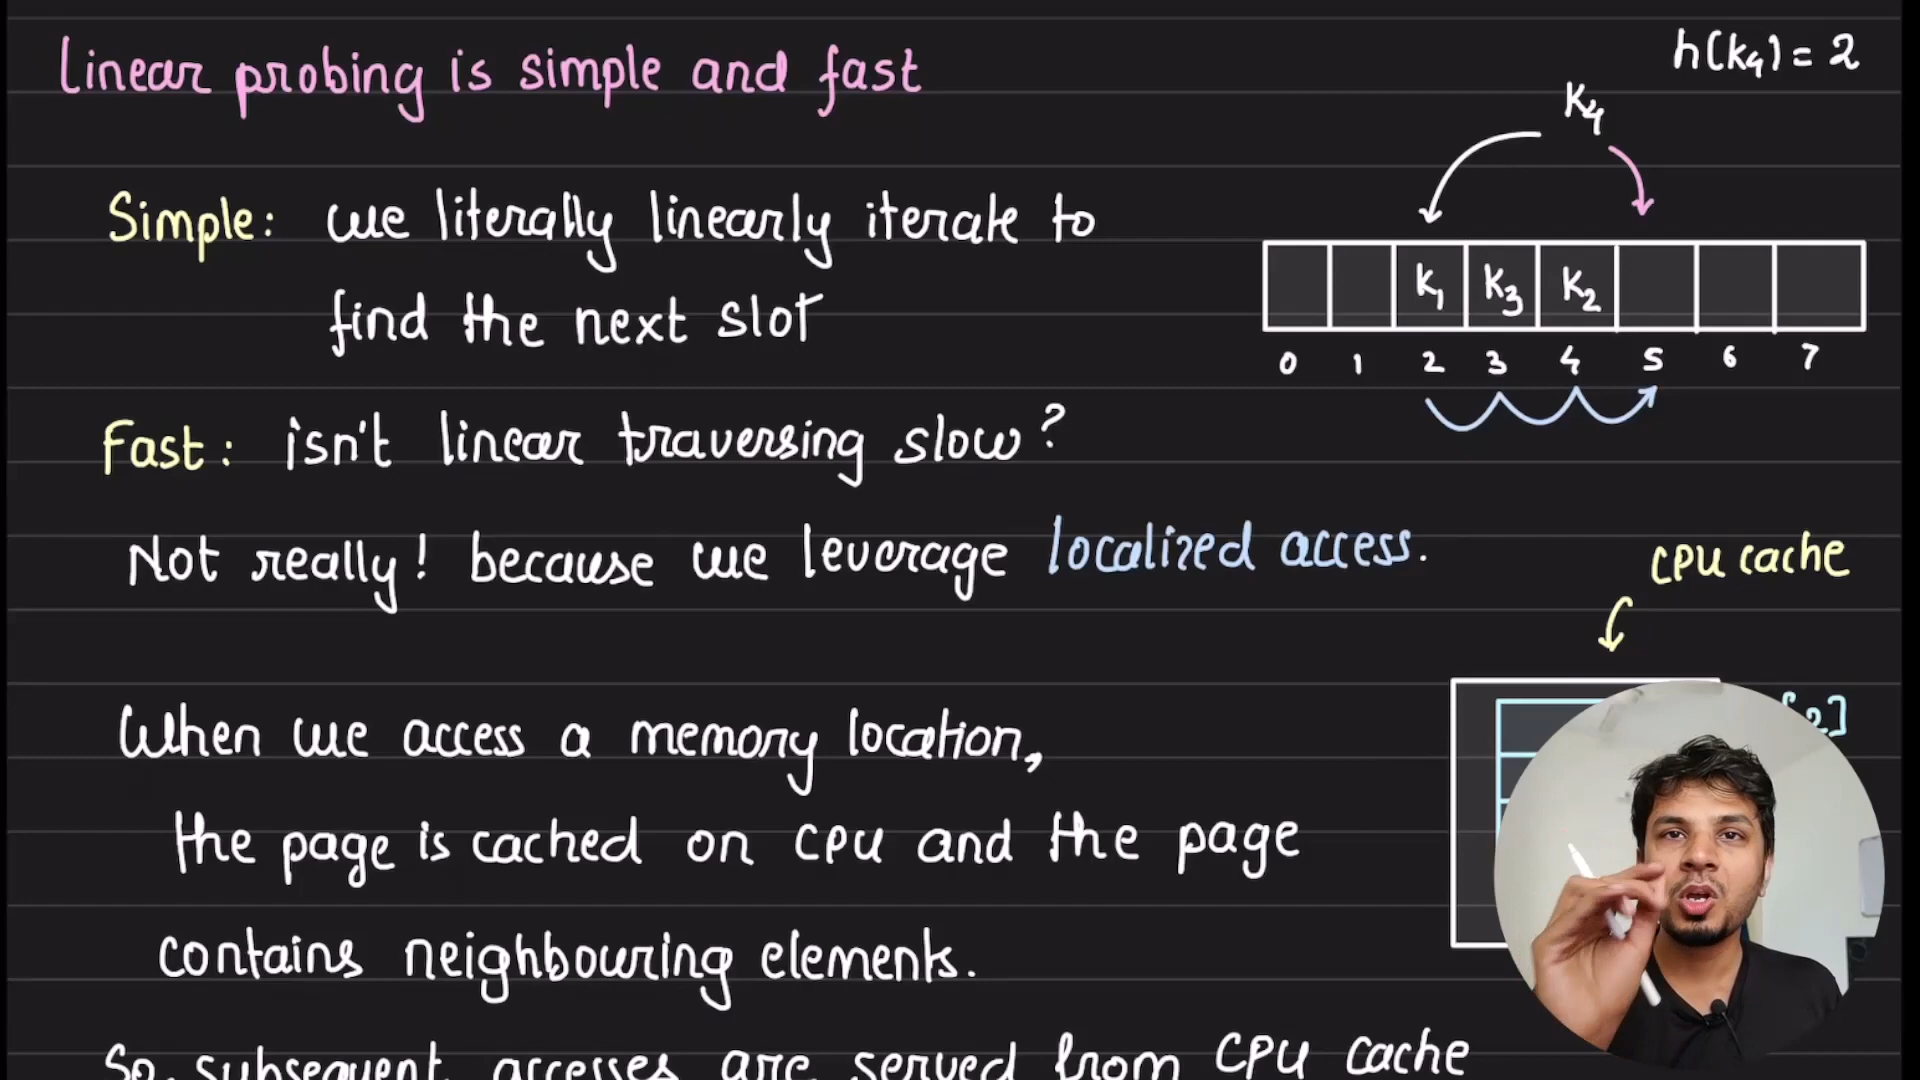 Linear probing is simple and fast
h(k4) = 2
k4
Simple: we literally linearly iterate to
find the next slot
k1 k3 k2
0 1 2 3 4 5 6 7
Fast: isn't linear traversing slow?
Not really! because we leverage localized access.
CPU cache
When we access a memory location,
[2]
the page is cached on CPU and the page
contains neighbouring elements.
So, subsequent accesses are served from CPU cache